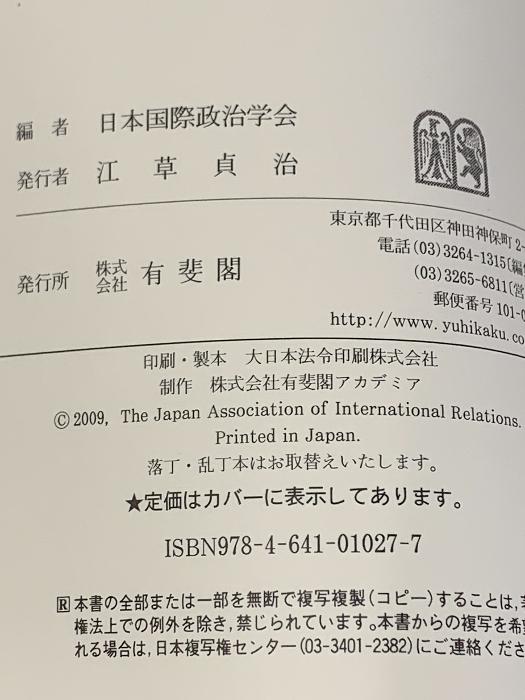 編者 日本国際政治学会
発行者 江草貞治
東京都千代田区神田神保町2-
電話(03)3264-1315〔編
(03)3265-6811〔営
発行所 株式会社 有斐閣
郵便番号101-0
http://www.yuhikaku.co
印刷・製本 大日本法令印刷株式会社
制作 株式会社有斐閣アカデミア
© 2009, The Japan Association of International Relations.
Printed in Japan.
落丁・乱丁本はお取替えいたします。
★定価はカバーに表示してあります。
ISBN978-4-641-01027-7
R 本書の全部または一部を無断で複写複製(コピー)することは,
権法上での例外を除き,禁じられています。本書からの複写を希望
れる場合は,日本複写権センター(03-3401-2382)にご連絡くださ